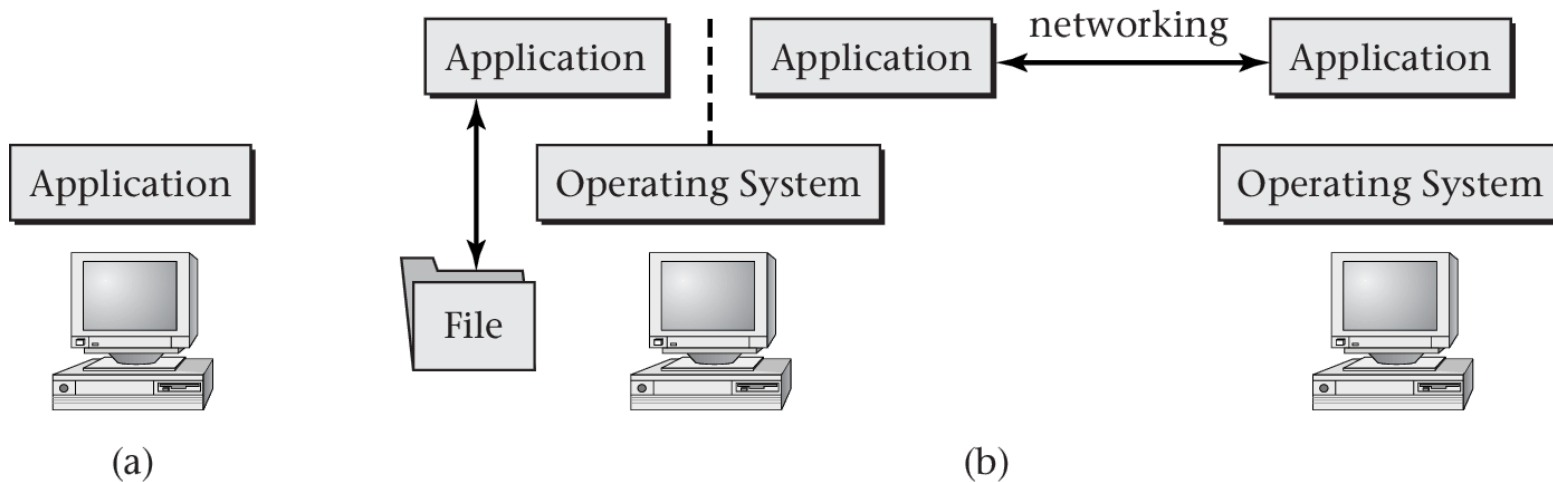 Application
Application
Application
networking
Application
Operating System
Operating System
File
(a)
(b)